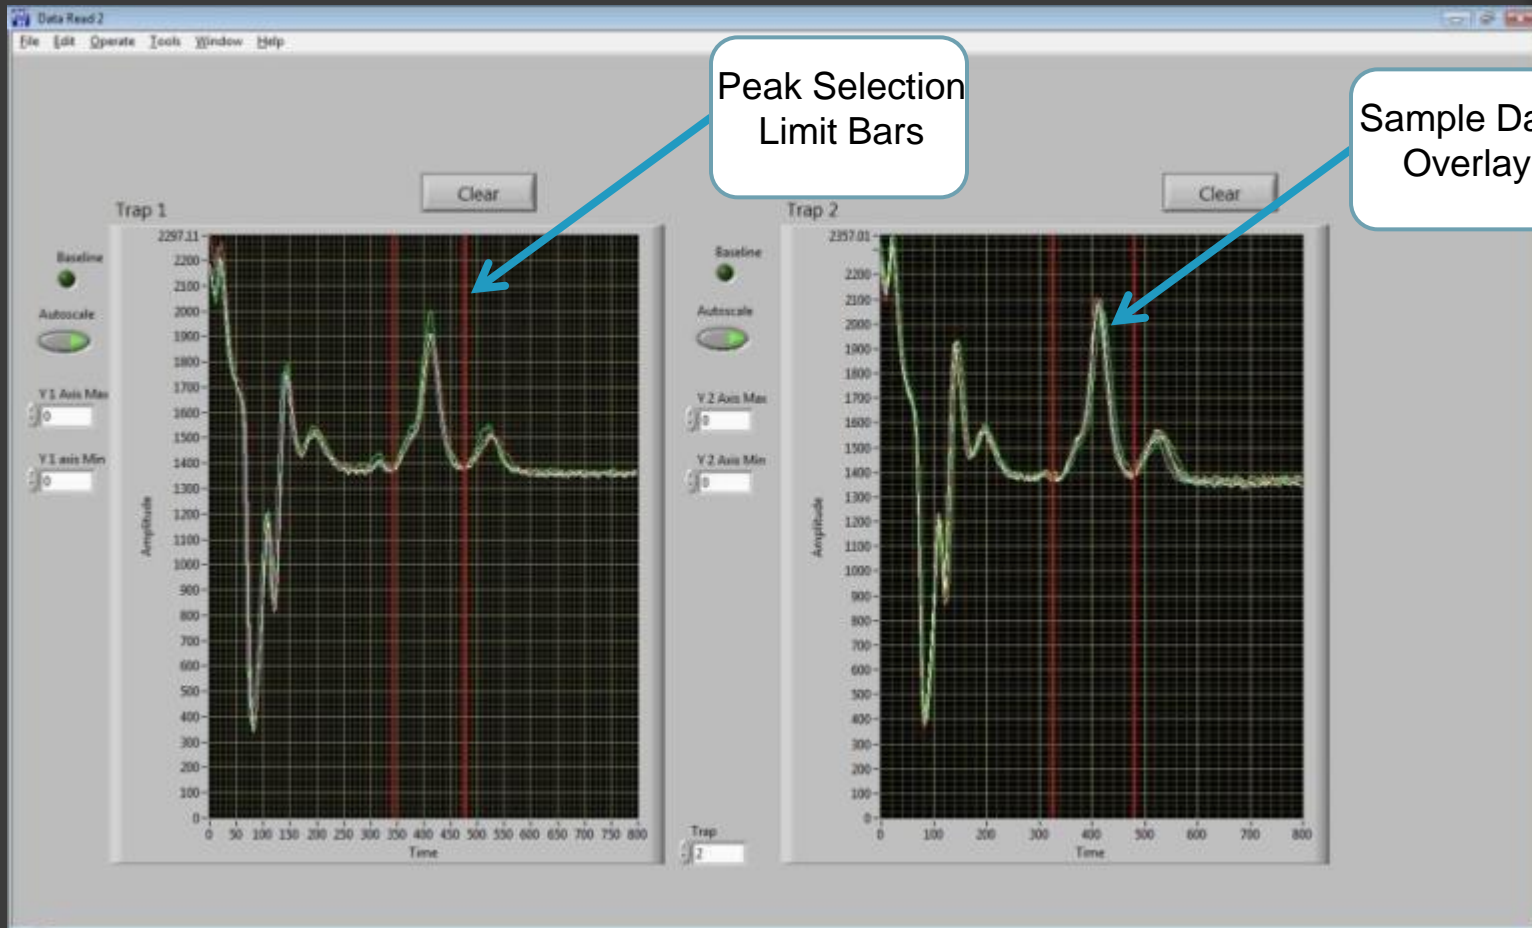 Data Read 2
File Edit Operate Tools Window Help
Peak Selection
Limit Bars
Sample Da
Overlay
Clear
Trap 1
Baseline
Autoscale
Y 1 Axis Max
0
Y 1 axis Min
0
2297.11
2200
2100
2000
1900
1800
1700
1600
1500
1400
1300
1200
1100
1000
900
800
700
600
500
400
300
200
100
0
Amplitude
0 50 100 150 200 250 300 350 400 450 500 550 600 650 700 750 800
Time
Clear
Trap 2
Baseline
Autoscale
Y 2 Axis Max
0
Y 2 Axis Min
0
Trap
2
2357.01
2200
2100
2000
1900
1800
1700
1600
1500
1400
1300
1200
1100
1000
900
800
700
600
500
400
300
200
100
0
Amplitude
0 100 200 300 400 500 600 700 800
Time